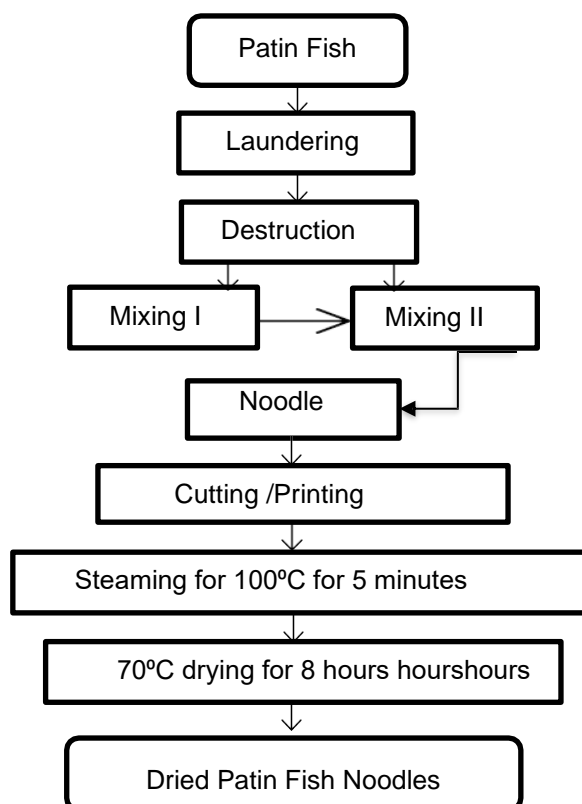 Patin Fish
Laundering
Destruction
Mixing I
Mixing II
Noodle
Cutting /Printing
Steaming for 100ºC for 5 minutes
70ºC drying for 8 hours hourshours
Dried Patin Fish Noodles